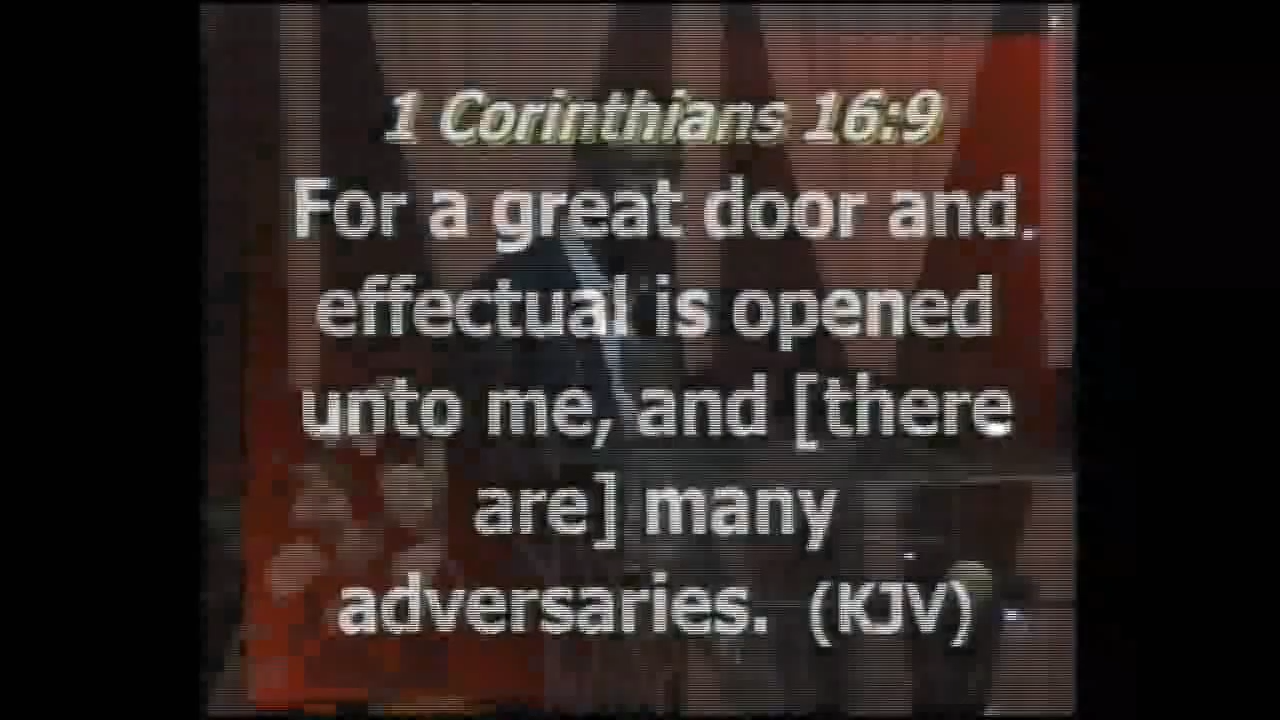 1 Corinthians 16:9
For a great door and
effectual is opened
unto me, and [there
are] many
adversaries. (KJV)